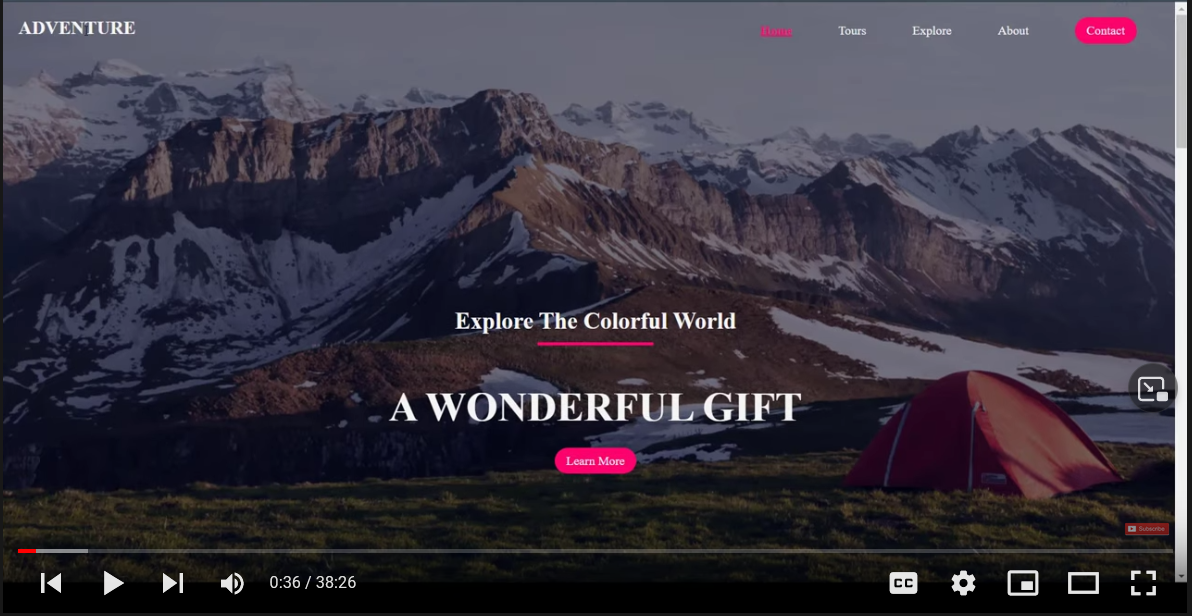 ADVENTURE
Home Tours Explore About Contact
Explore The Colorful World
A WONDERFUL GIFT
Learn More
Subscribe
0:36 / 38:26
CC